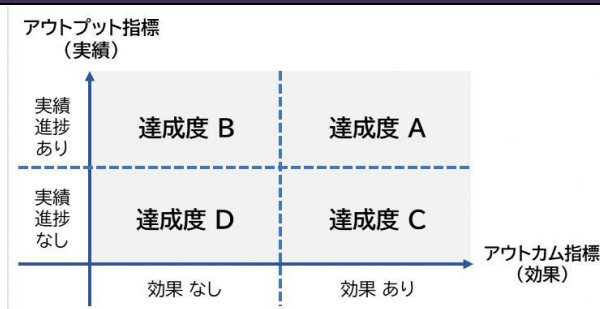 アウトプット指標
（実績）
実績
進捗
あり
達成度 B
達成度 A
実績
進捗
なし
達成度 D
達成度 C
アウトカム指標
（効果）
効果 なし
効果 あり